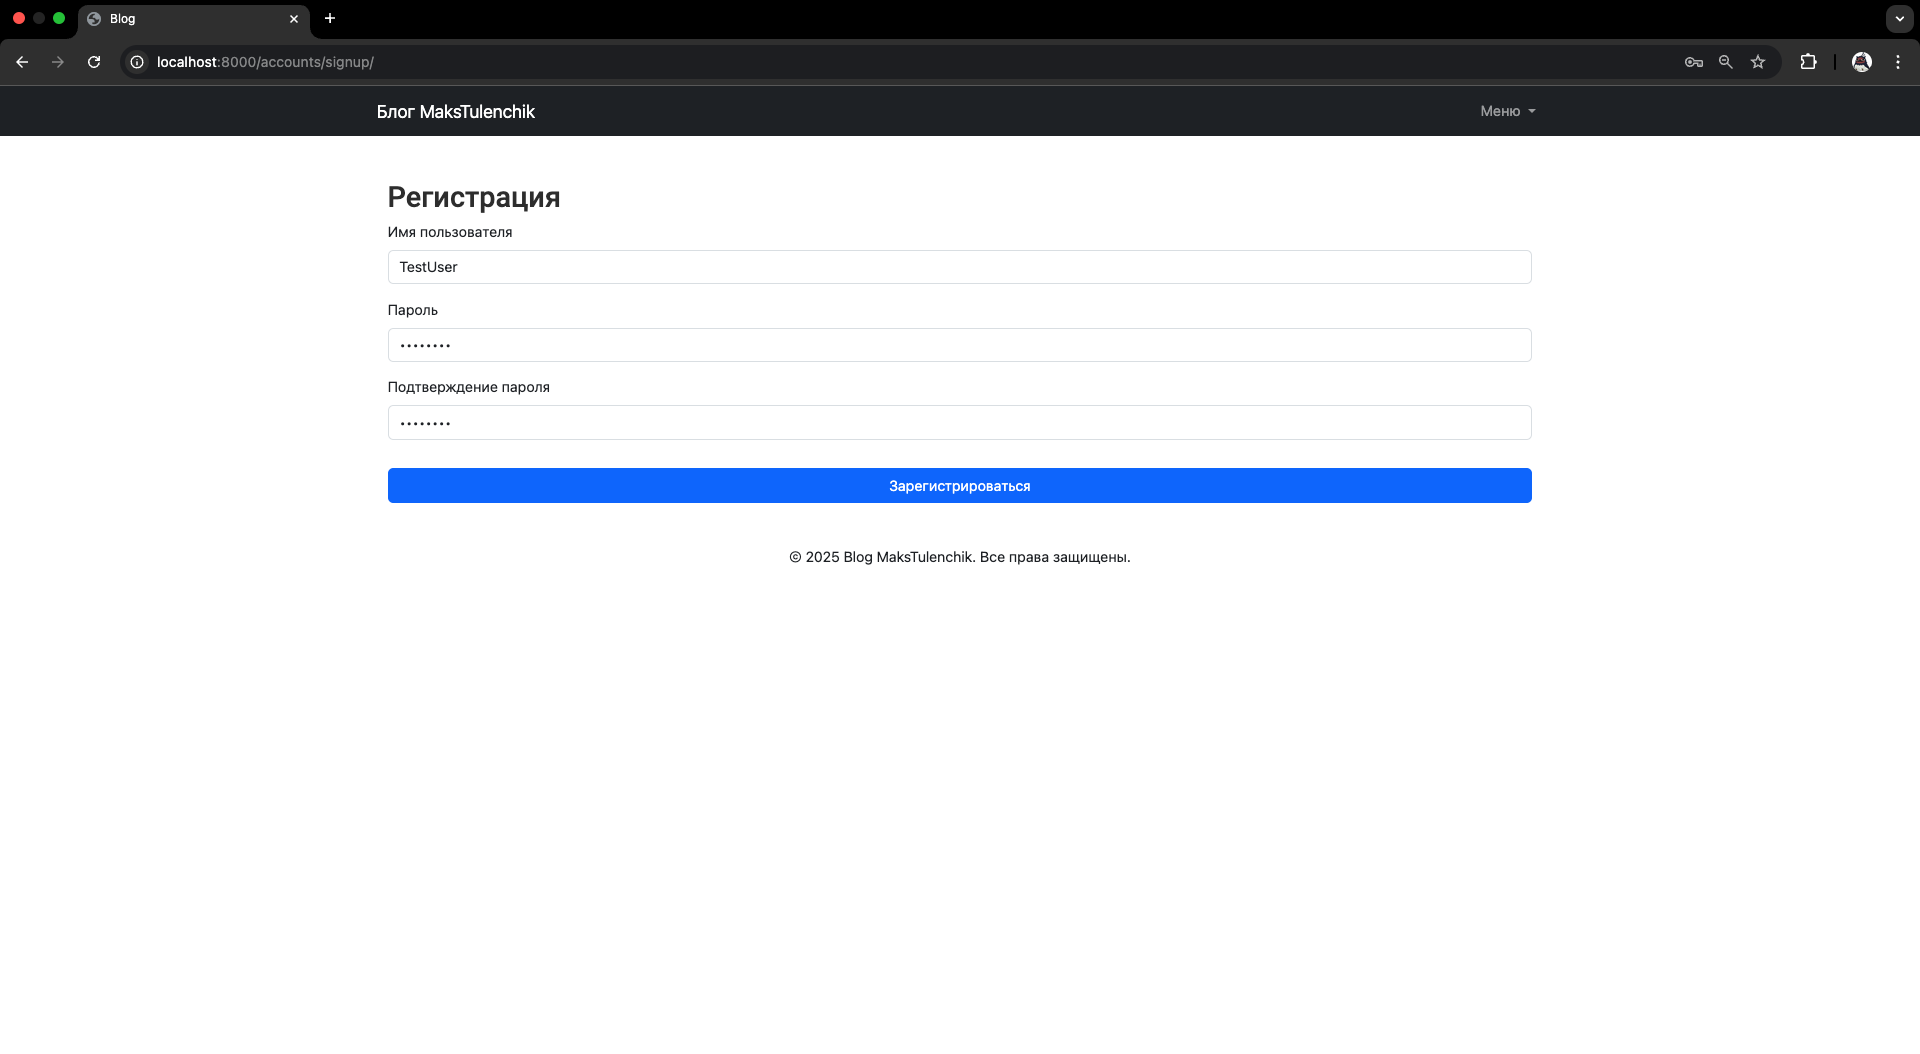 Blog
localhost:8000/accounts/signup/
Блог MaksTulenchik
Меню
Регистрация
Имя пользователя
TestUser
Пароль
••••••••
Подтверждение пароля
••••••••
Зарегистрироваться
© 2025 Blog MaksTulenchik. Все права защищены.